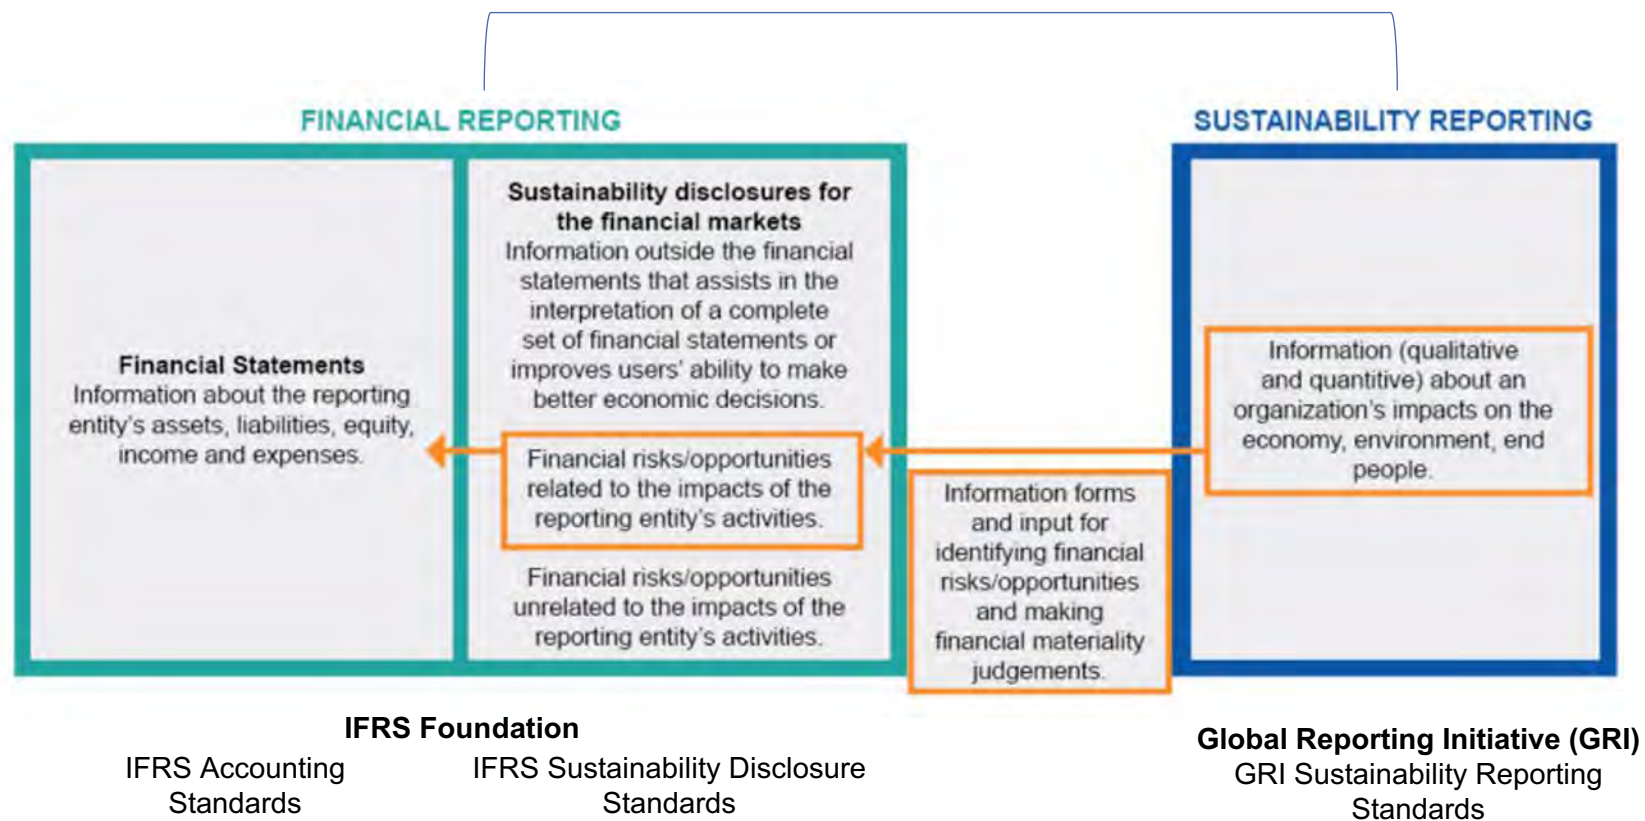 FINANCIAL REPORTING
SUSTAINABILITY REPORTING
Financial Statements
Information about the reporting
entity's assets, liabilities, equity,
income and expenses.
Sustainability disclosures for
the financial markets
Information outside the financial
statements that assists in the
interpretation of a complete
set of financial statements or
improves users' ability to make
better economic decisions.
Financial risks/opportunities
related to the impacts of the
reporting entity's activities.
Financial risks/opportunities
unrelated to the impacts of the
reporting entity's activities.
Information forms
and input for
identifying financial
risks/opportunities
and making
financial materiality
judgements.
Information (qualitative
and quantitive) about an
organization's impacts on the
economy, environment, end
people.
IFRS Foundation
IFRS Accounting
Standards
IFRS Sustainability Disclosure
Standards
Global Reporting Initiative (GRI)
GRI Sustainability Reporting
Standards